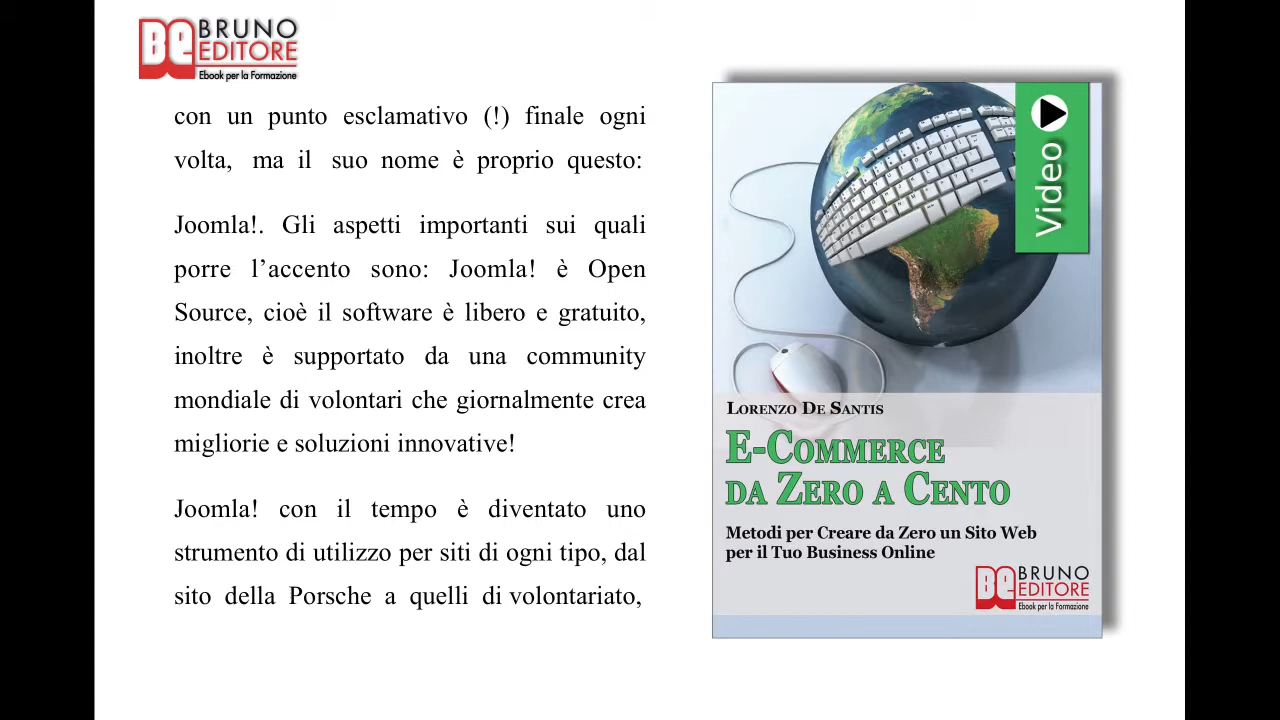 BRUNO
EDITORE
Ebook per la Formazione
con un punto esclamativo (!) finale ogni
volta, ma il suo nome è proprio questo:
Joomla!. Gli aspetti importanti sui quali
porre l’accento sono: Joomla! è Open
Source, cioè il software è libero e gratuito,
inoltre è supportato da una community
mondiale di volontari che giornalmente crea
migliorie e soluzioni innovative!
Joomla! con il tempo è diventato uno
strumento di utilizzo per siti di ogni tipo, dal
sito della Porsche a quelli di volontariato,
Video
LORENZO DE SANTIS
E-COMMERCE
DA ZERO A CENTO
Metodi per Creare da Zero un Sito Web
per il Tuo Business Online
BRUNO
EDITORE
Ebook per la Formazione